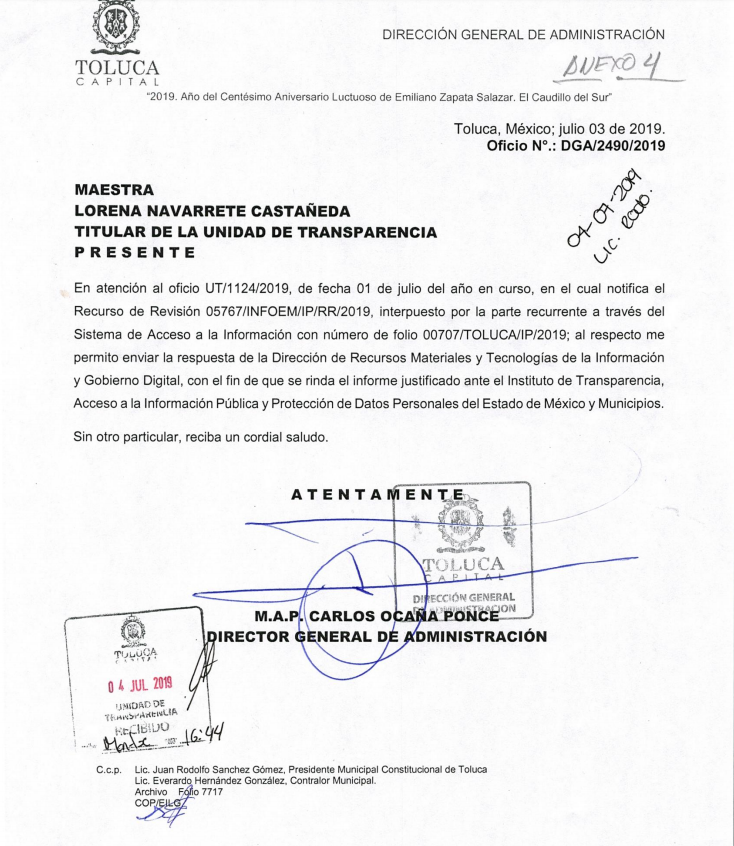 TOLUCA
CAPITAL
DIRECCIÓN GENERAL DE ADMINISTRACIÓN
ANEXO 4
"2019. Año del Centésimo Aniversario Luctuoso de Emiliano Zapata Salazar. El Caudillo del Sur"
Toluca, México; julio 03 de 2019.
Oficio N°.: DGA/2490/2019
04-07-2019
LIC. RODO.
MAESTRA
LORENA NAVARRETE CASTAÑEDA
TITULAR DE LA UNIDAD DE TRANSPARENCIA
P R E S E N T E
En atención al oficio UT/1124/2019, de fecha 01 de julio del año en curso, en el cual notifica el
Recurso de Revisión 05767/INFOEM/IP/RR/2019, interpuesto por la parte recurrente a través del
Sistema de Acceso a la Información con número de folio 00707/TOLUCA/IP/2019; al respecto me
permito enviar la respuesta de la Dirección de Recursos Materiales y Tecnologías de la Información
y Gobierno Digital, con el fin de que se rinda el informe justificado ante el Instituto de Transparencia,
Acceso a la Información Pública y Protección de Datos Personales del Estado de México y Municipios.
Sin otro particular, reciba un cordial saludo.
A T E N T A M E N T E
TOLUCA
CAPITAL
DIRECCIÓN GENERAL
DE ADMINISTRACION
M.A.P. CARLOS OCAÑA PONCE
DIRECTOR GENERAL DE ADMINISTRACIÓN
TOLUCA
CAPITAL
04 JUL 2019
UNIDAD DE
TRANSPARENCIA
RECIBIDO
16:44
C.c.p. Lic. Juan Rodolfo Sanchez Gómez, Presidente Municipal Constitucional de Toluca
Lic. Everardo Hernández González, Contralor Municipal.
Archivo Folio 7717
COP/EJLG